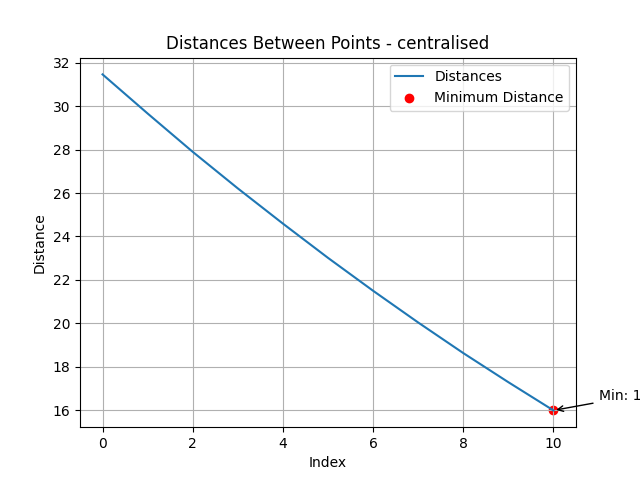 Distances Between Points - centralised
Distances
Minimum Distance
32
30
28
26
24
22
20
18
16
Distance
Min: 1
0 2 4 6 8 10
Index